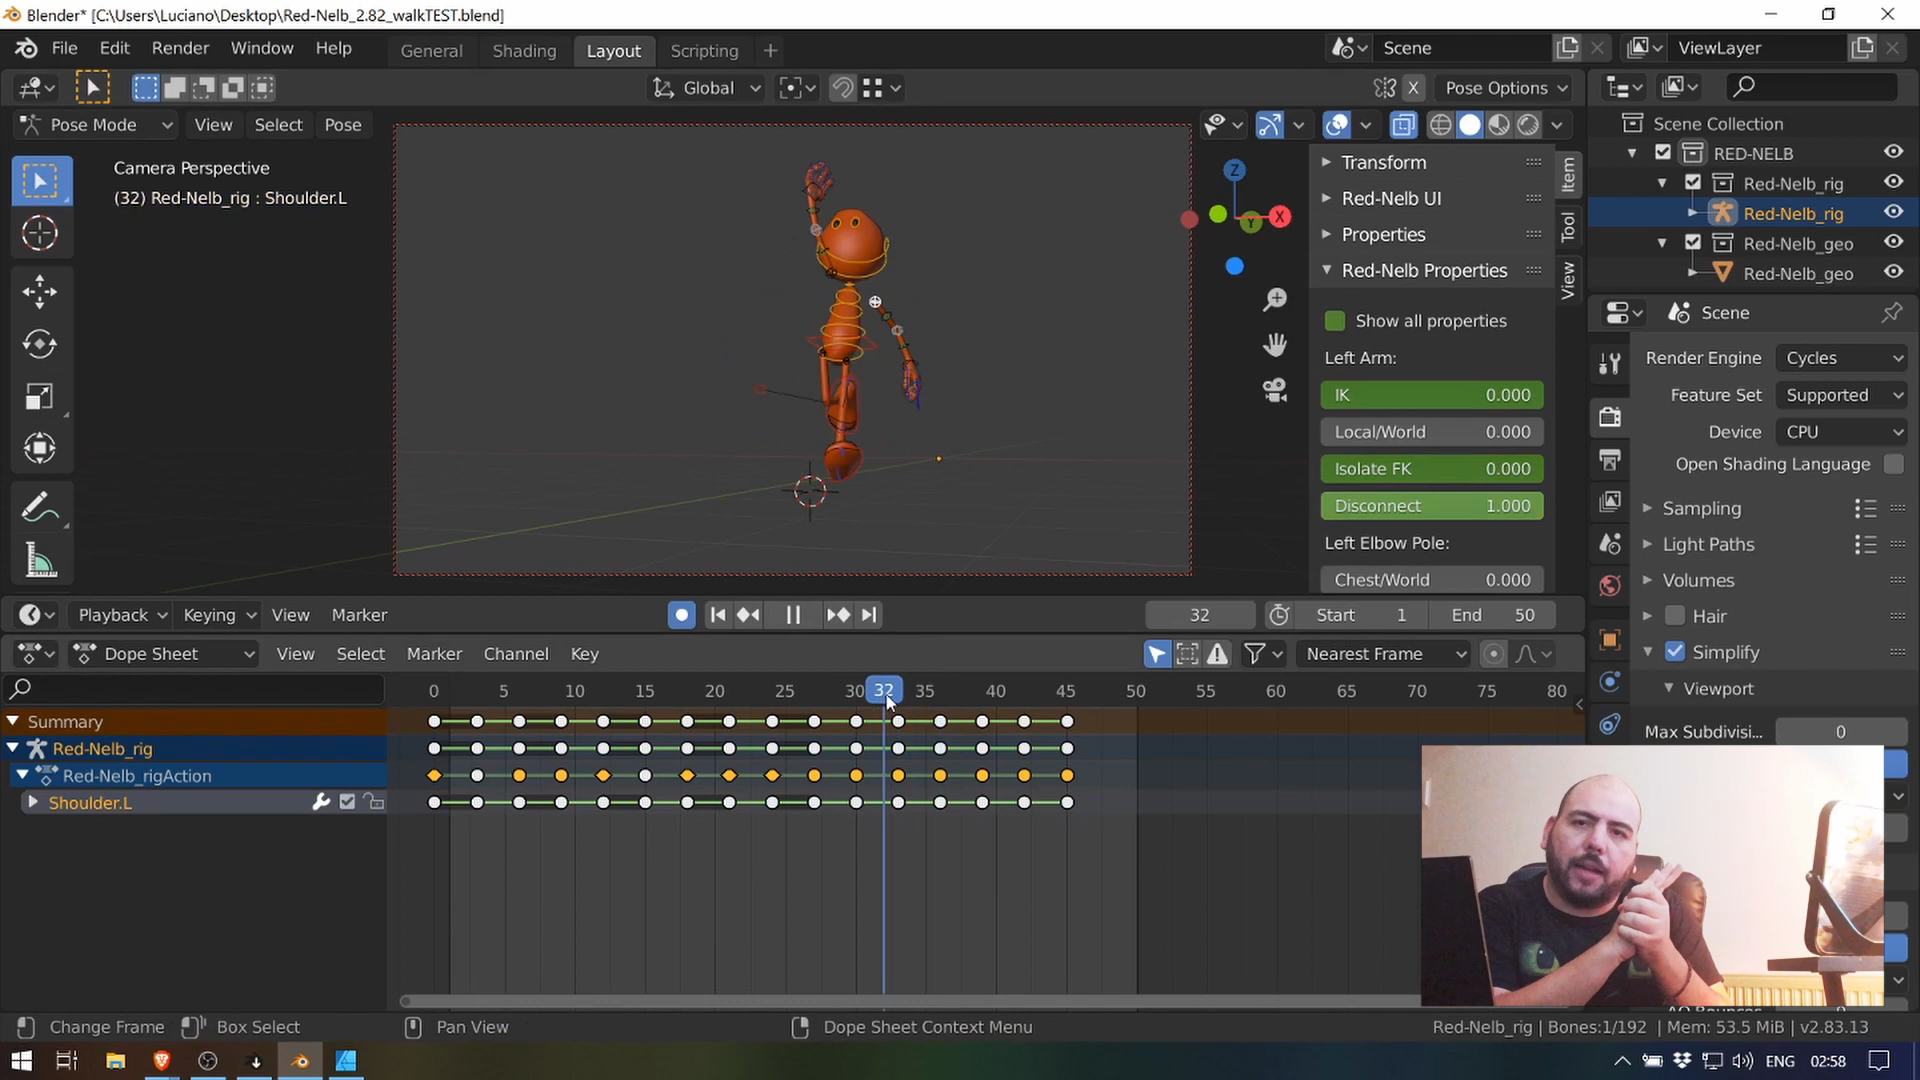 Blender* [C:\Users\Luciano\Desktop\Red-Nelb_2.82_walkTEST.blend]
File Edit Render Window Help General Shading Layout Scripting + Scene ViewLayer
Global X Pose Options
Pose Mode View Select Pose
Camera Perspective
(32) Red-Nelb_rig : Shoulder.L
Z
X
Y
Transform
Red-Nelb UI
Properties
Red-Nelb Properties
Show all properties
Left Arm:
IK 0.000
Local/World 0.000
Isolate FK 0.000
Disconnect 1.000
Left Elbow Pole:
Chest/World 0.000
Item
Tool
View
Scene Collection
RED-NELB
Red-Nelb_rig
Red-Nelb_rig
Red-Nelb_geo
Red-Nelb_geo
Scene
Render Engine Cycles
Feature Set Supported
Device CPU
Open Shading Language
Sampling
Light Paths
Volumes
Hair
Simplify
Viewport
Max Subdivisi... 0
Playback Keying View Marker 32 Start 1 End 50
Dope Sheet View Select Marker Channel Key Nearest Frame
0 5 10 15 20 25 30 32 35 40 45 50 55 60 65 70 75 80
Summary
Red-Nelb_rig
Red-Nelb_rigAction
Shoulder.L
Change Frame Box Select Pan View Dope Sheet Context Menu Red-Nelb_rig | Bones:1/192 | Mem: 53.5 MiB | v2.83.13
ENG 02:58